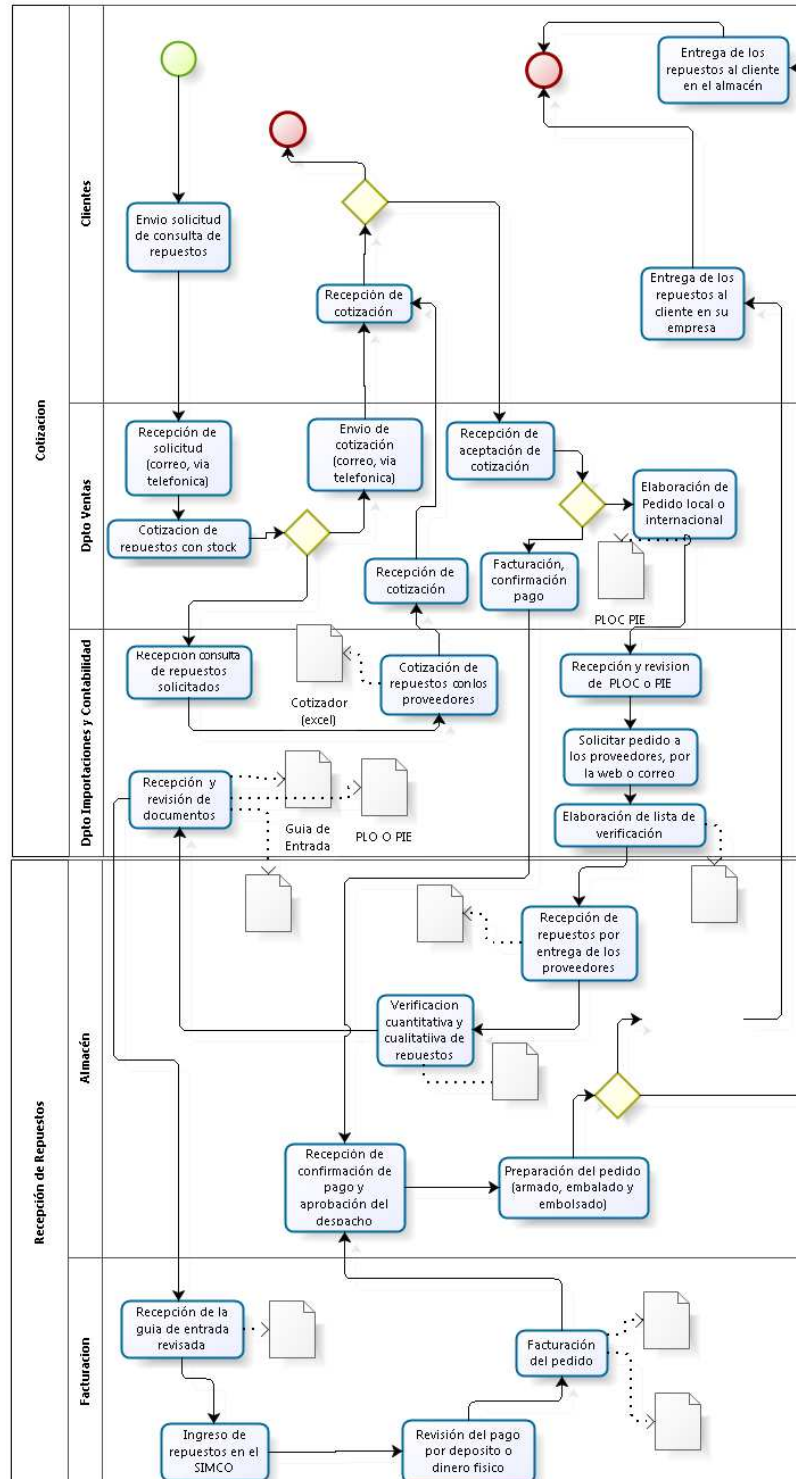 Cotizacion
Clientes
Entrega de los
repuestos al cliente
en el almacén
Envio solicitud
de consulta de
repuestos
Recepción de
cotización
Entrega de los
repuestos al
cliente en su
empresa
Dpto Ventas
Recepción de
solicitud
(correo, via
telefonica)
Envio de
cotización
(correo, via
telefonica)
Recepción de
aceptación de
cotización
Elaboración de
Pedido local o
internacional
Cotizacion de
repuestos con stock
Recepción de
cotización
Facturación,
confirmación
pago
PLOC PIE
Dpto Importaciones y Contabilidad
Recepcion consulta
de repuestos
solicitados
Cotizador
(excel)
Cotización de
repuestos con los
proveedores
Recepción y revision
de PLOC o PIE
Solicitar pedido a
los proveedores, por
la web o correo
Recepción y
revisión de
documentos
Guia de
Entrada
PLO O PIE
Elaboración de lista de
verificación
Recepción de Repuestos
Almacén
Recepción de
repuestos por
entrega de los
proveedores
Verificacion
cuantitativa y
cualitatiiva de
repuestos
Recepción de
confirmación de
pago y
aprobación del
despacho
Preparación del pedido
(armado, embalado y
embolsado)
Facturacion
Recepción de la
guia de entrada
revisada
Facturación
del pedido
Ingreso de
repuestos en el
SIMCO
Revisión del pago
por deposito o
dinero fisico